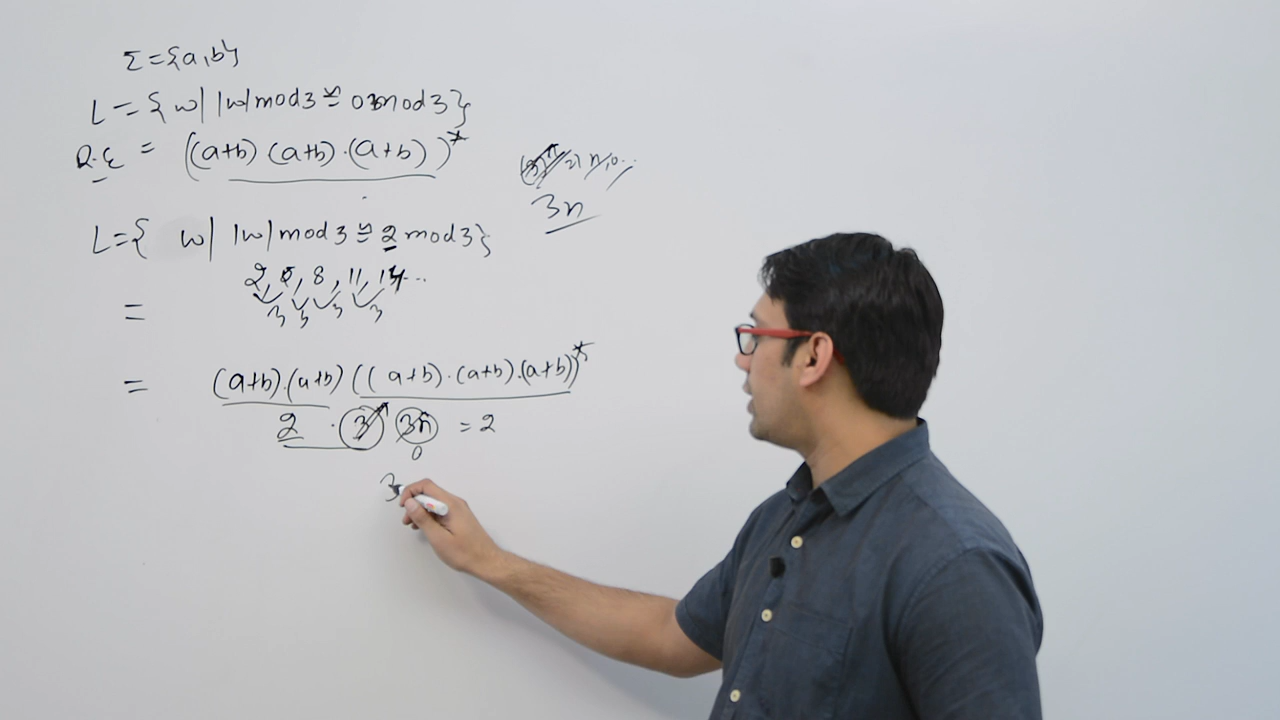 Σ = {a,b}
L = { w | |w| mod 3 ≅ 0 mod 3 }
R.E = ((a+b) (a+b) . (a+b) )*
3n
L = { w | |w| mod 3 ≅ 2 mod 3 }
2, 5, 8, 11, 14 ...
3 3 3 3
=
= (a+b).(a+b) ((a+b).(a+b).(a+b))*
2 . 3 3n = 2
0
3